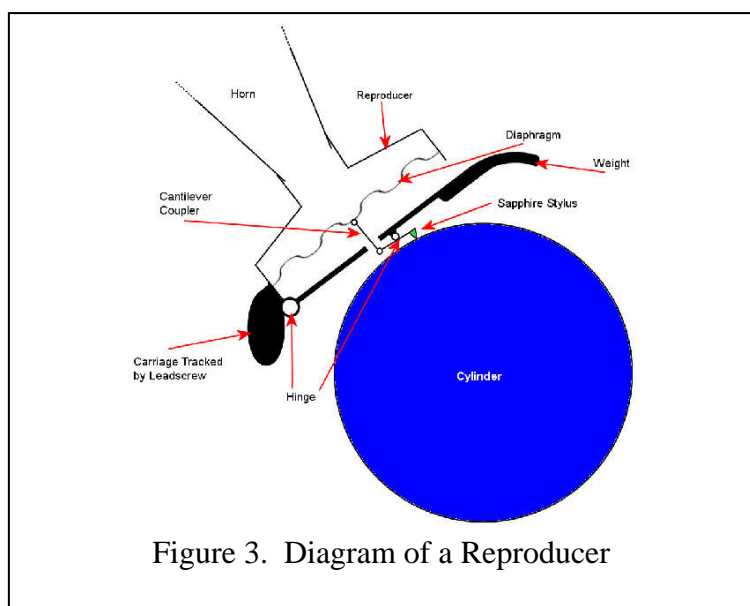 Horn
Reproducer
Diaphragm
Weight
Cantilever
Coupler
Sapphire Stylus
Carriage Tracked
by Leadscrew
Hinge
Cylinder
Figure 3. Diagram of a Reproducer